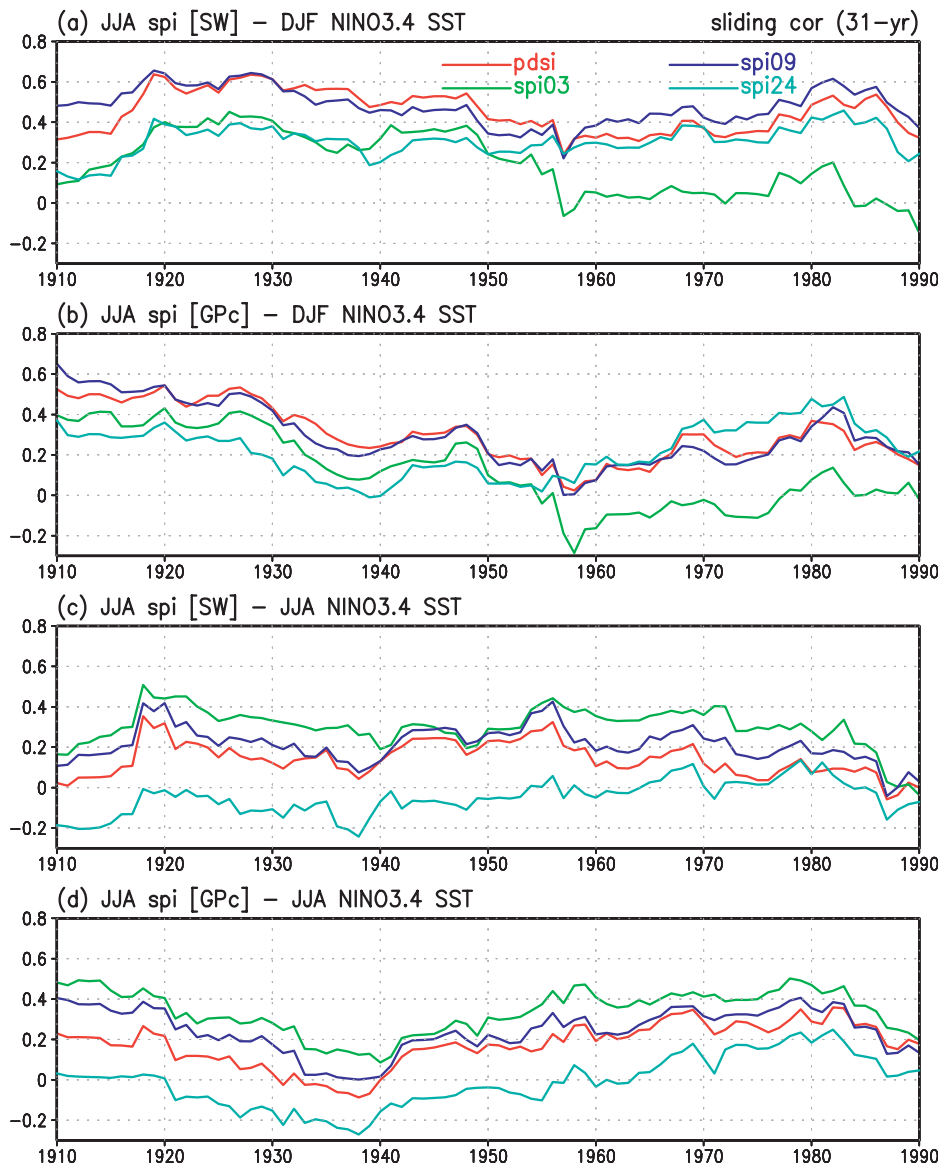 (a) JJA spi [SW] − DJF NINO3.4 SST sliding cor (31−yr)
0.8
pdsi spi09
0.6
spi03 spi24
0.4
0.2
0
−0.2
1910 1920 1930 1940 1950 1960 1970 1980 1990
(b) JJA spi [GPc] − DJF NINO3.4 SST
0.8
0.6
0.4
0.2
0
−0.2
1910 1920 1930 1940 1950 1960 1970 1980 1990
(c) JJA spi [SW] − JJA NINO3.4 SST
0.8
0.6
0.4
0.2
0
−0.2
1910 1920 1930 1940 1950 1960 1970 1980 1990
(d) JJA spi [GPc] − JJA NINO3.4 SST
0.8
0.6
0.4
0.2
0
−0.2
1910 1920 1930 1940 1950 1960 1970 1980 1990